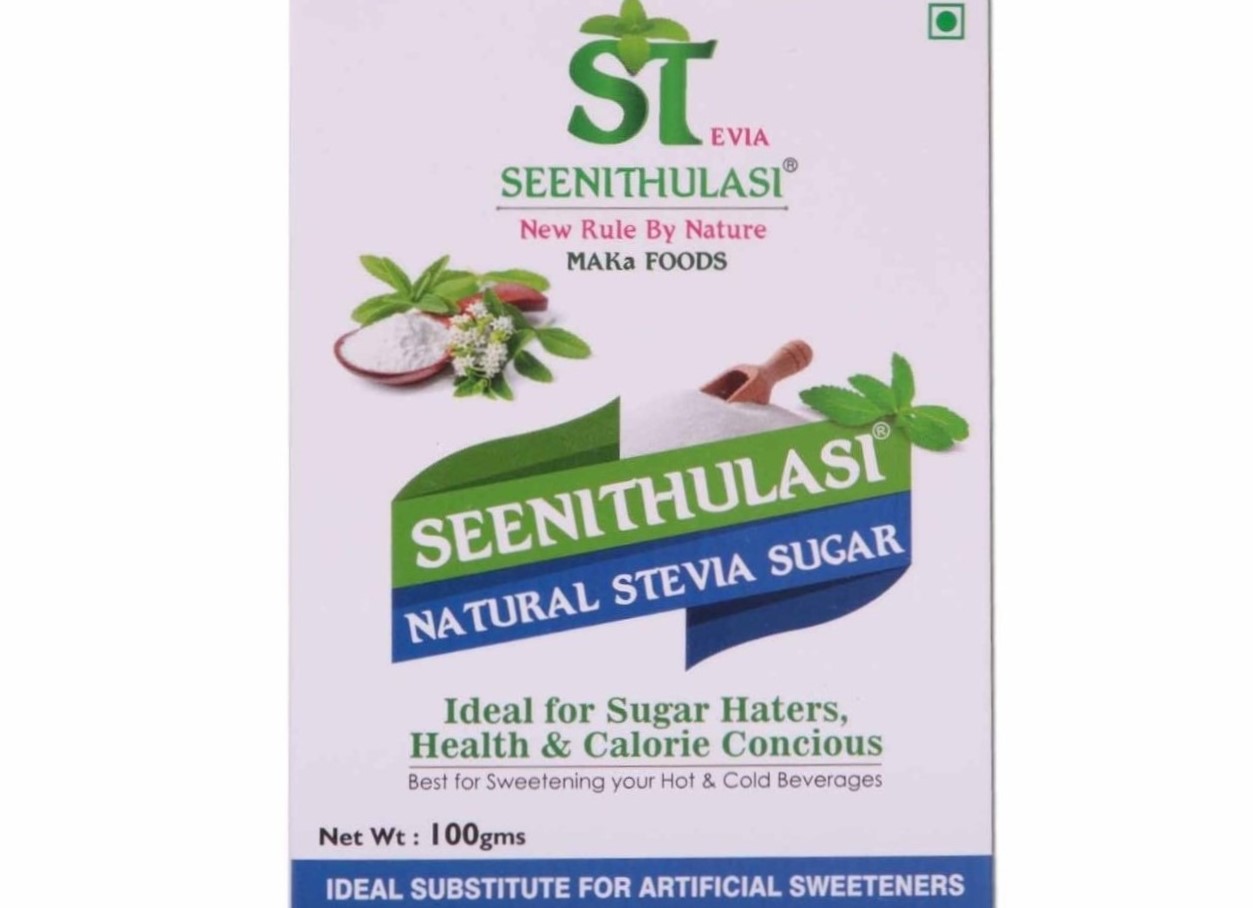 ST EVIA
SEENITHULASI®
New Rule By Nature
MAKa FOODS
SEENITHULASI®
NATURAL STEVIA SUGAR
Ideal for Sugar Haters,
Health & Calorie Concious
Best for Sweetening your Hot & Cold Beverages
Net Wt : 100gms
IDEAL SUBSTITUTE FOR ARTIFICIAL SWEETENERS